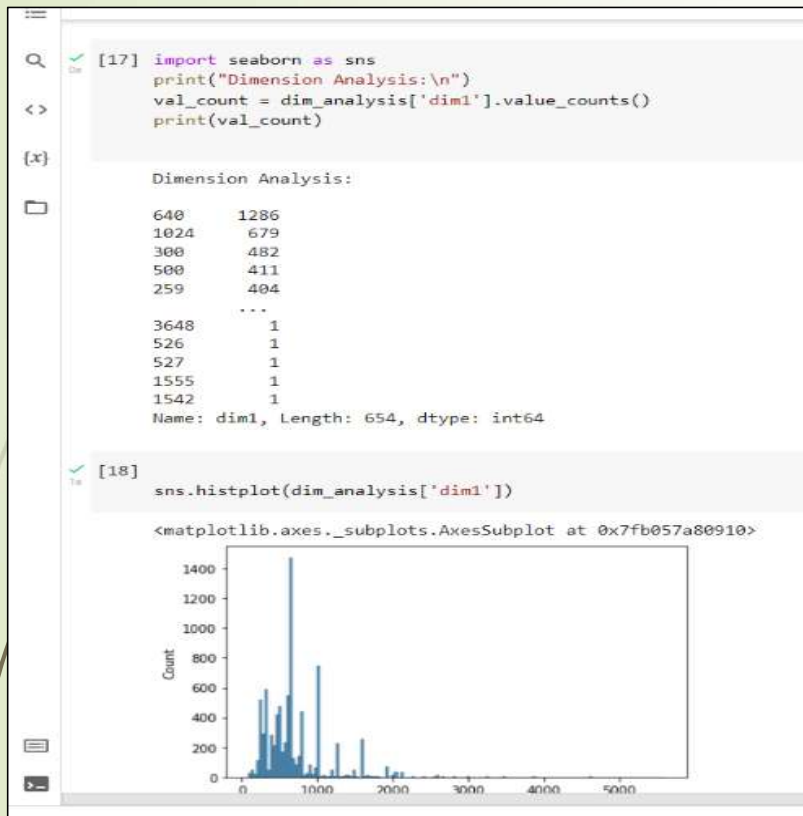 [17] import seaborn as sns
print("Dimension Analysis:\n")
val_count = dim_analysis['dim1'].value_counts()
print(val_count)
<>
{x}
Dimension Analysis:
640 1286
1024 679
300 482
500 411
259 404
...
3648 1
526 1
527 1
1555 1
1542 1
Name: dim1, Length: 654, dtype: int64
[18]
sns.histplot(dim_analysis['dim1'])
<matplotlib.axes._subplots.AxesSubplot at 0x7fb057a80910>
1400
1200
1000
800
600
400
200
0
Count
0 1000 2000 3000 4000 5000